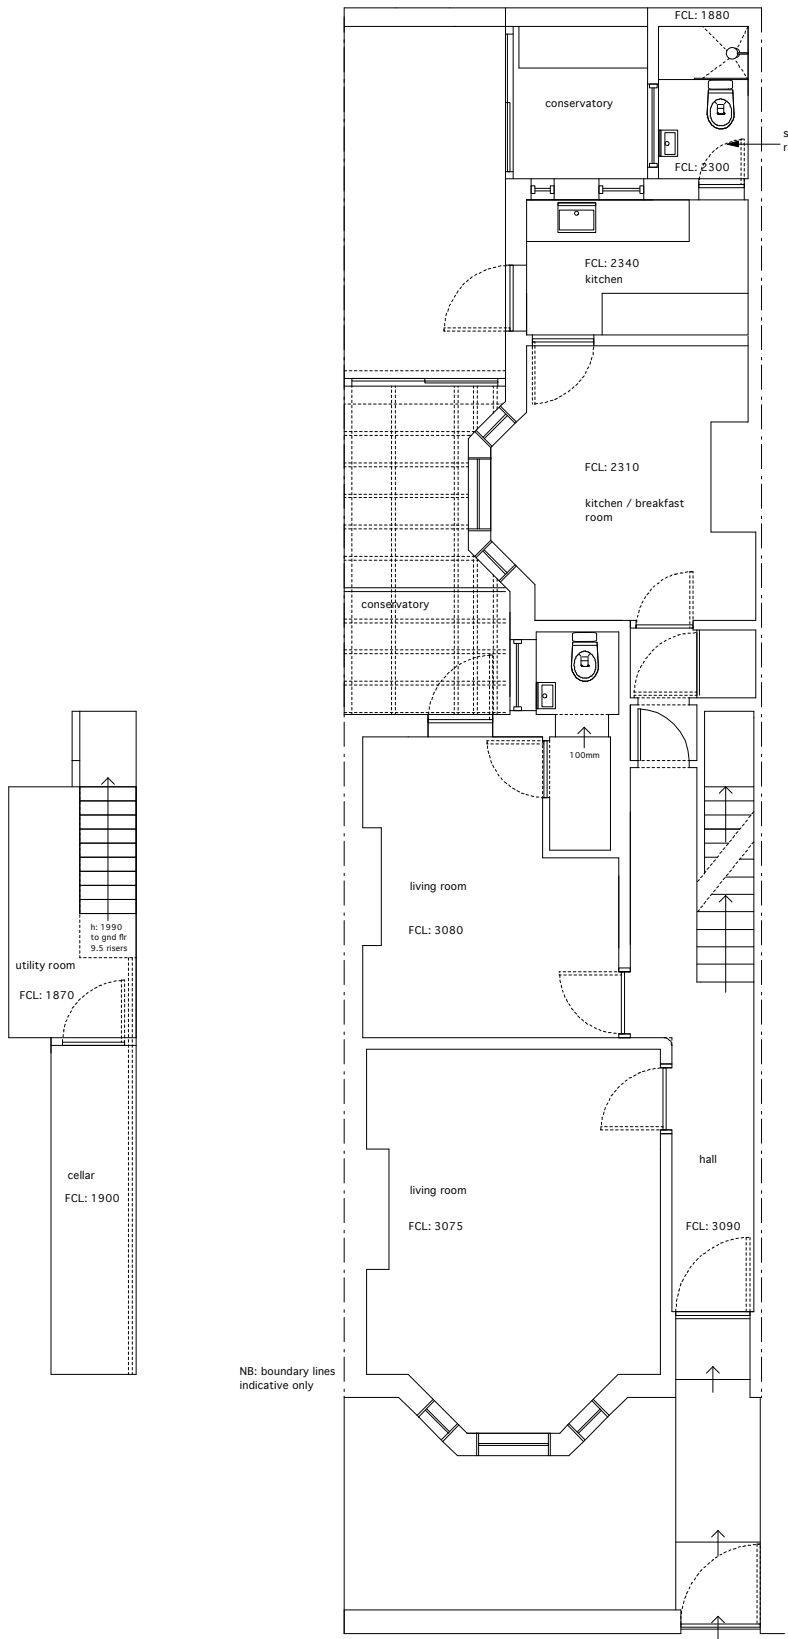 FCL: 1880
conservatory
s
r
FCL: 2300
FCL: 2340
kitchen
FCL: 2310
kitchen / breakfast
room
conservatory
100mm
living room
FCL: 3080
h: 1990
to gnd flr
9.5 risers
utility room
FCL: 1870
cellar
FCL: 1900
hall
living room
FCL: 3075
FCL: 3090
NB: boundary lines
indicative only